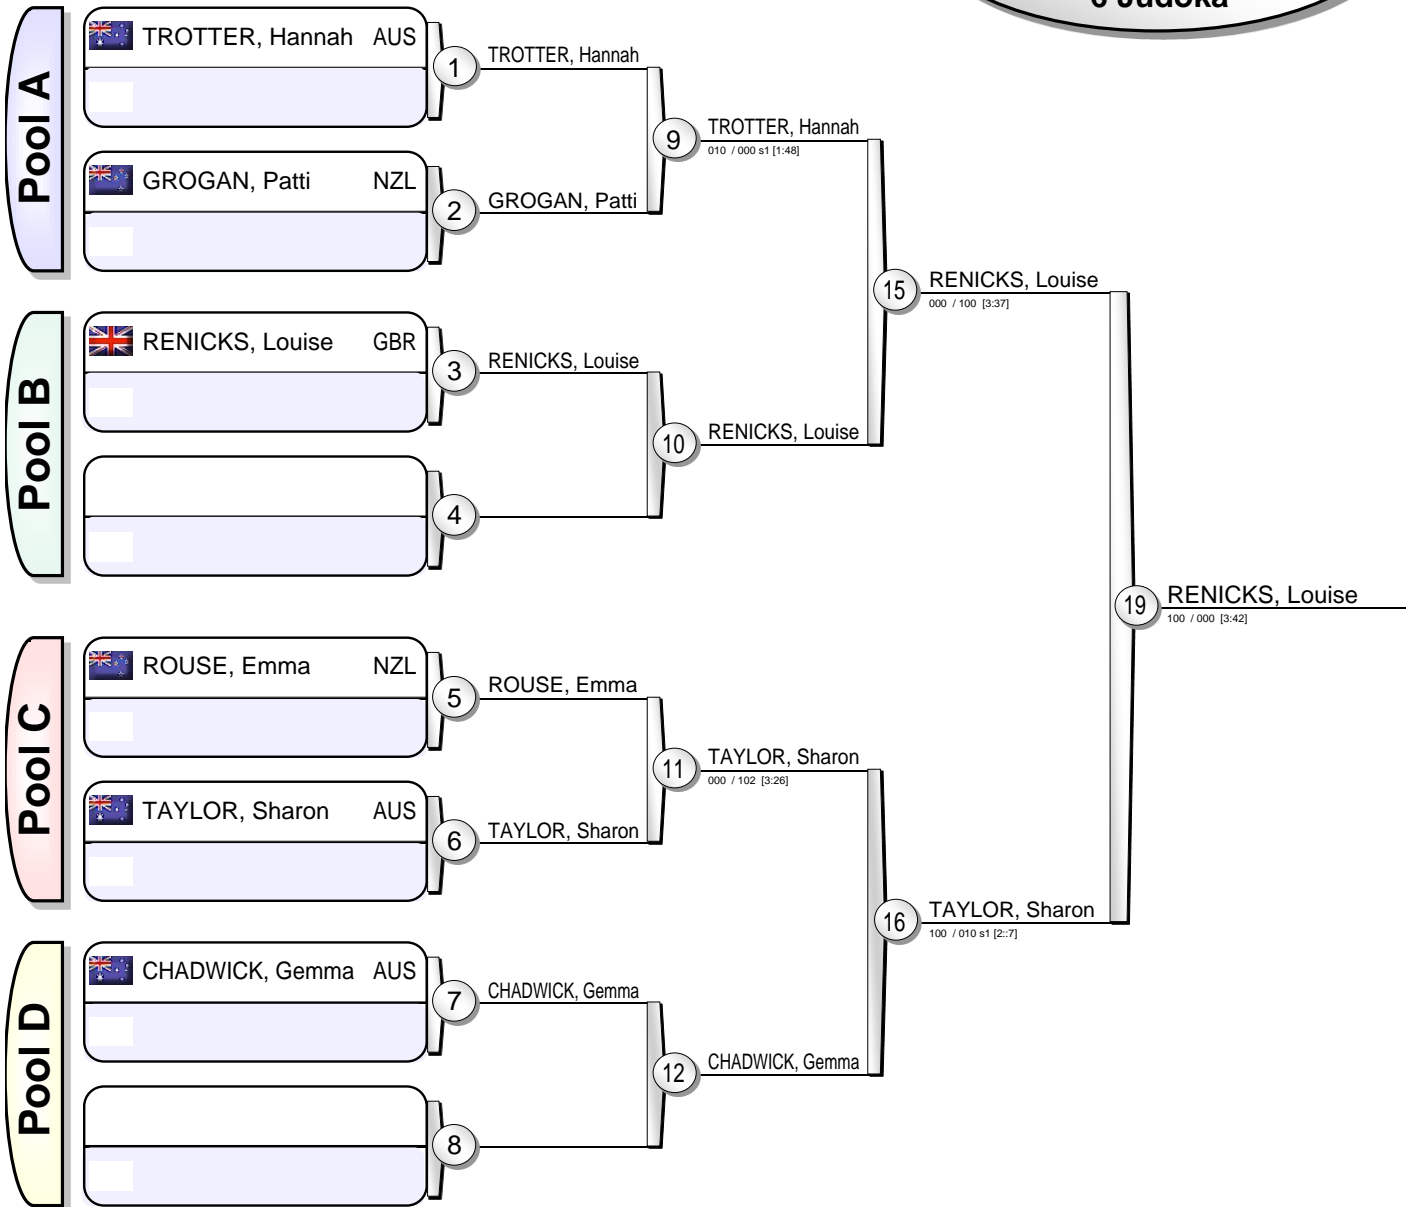 6 Judoka
Pool A
TROTTER, Hannah AUS
1
TROTTER, Hannah
9
TROTTER, Hannah
010 / 000 s1 [1:48]
GROGAN, Patti NZL
2
GROGAN, Patti
15
RENICKS, Louise
000 / 100 [3:37]
Pool B
RENICKS, Louise GBR
3
RENICKS, Louise
10
RENICKS, Louise
4
19
RENICKS, Louise
100 / 000 [3:42]
Pool C
ROUSE, Emma NZL
5
ROUSE, Emma
11
TAYLOR, Sharon
000 / 102 [3:26]
TAYLOR, Sharon AUS
6
TAYLOR, Sharon
16
TAYLOR, Sharon
100 / 010 s1 [2::7]
Pool D
CHADWICK, Gemma AUS
7
CHADWICK, Gemma
12
CHADWICK, Gemma
8